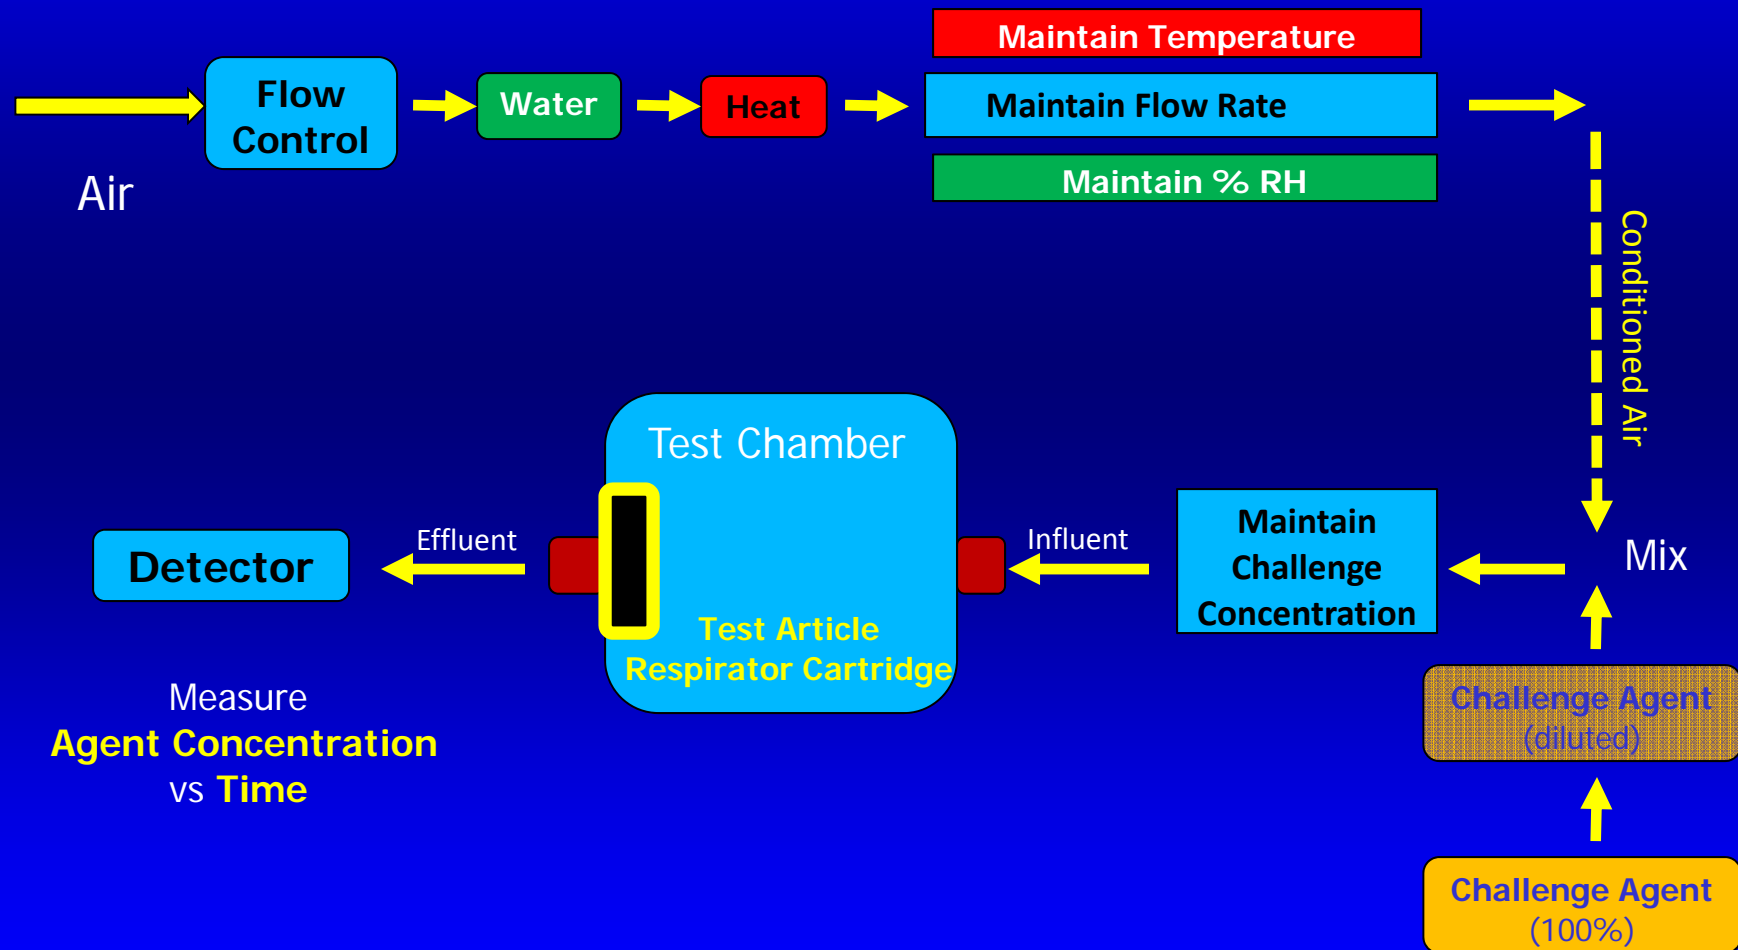 Maintain Temperature
Flow
Control
Water
Heat
Maintain Flow Rate
Air
Maintain % RH
Conditioned Air
Test Chamber
Detector
Effluent
Influent
Maintain
Challenge
Concentration
Mix
Test Article
Respirator Cartridge
Measure
Agent Concentration
vs Time
Challenge Agent
(diluted)
Challenge Agent
(100%)